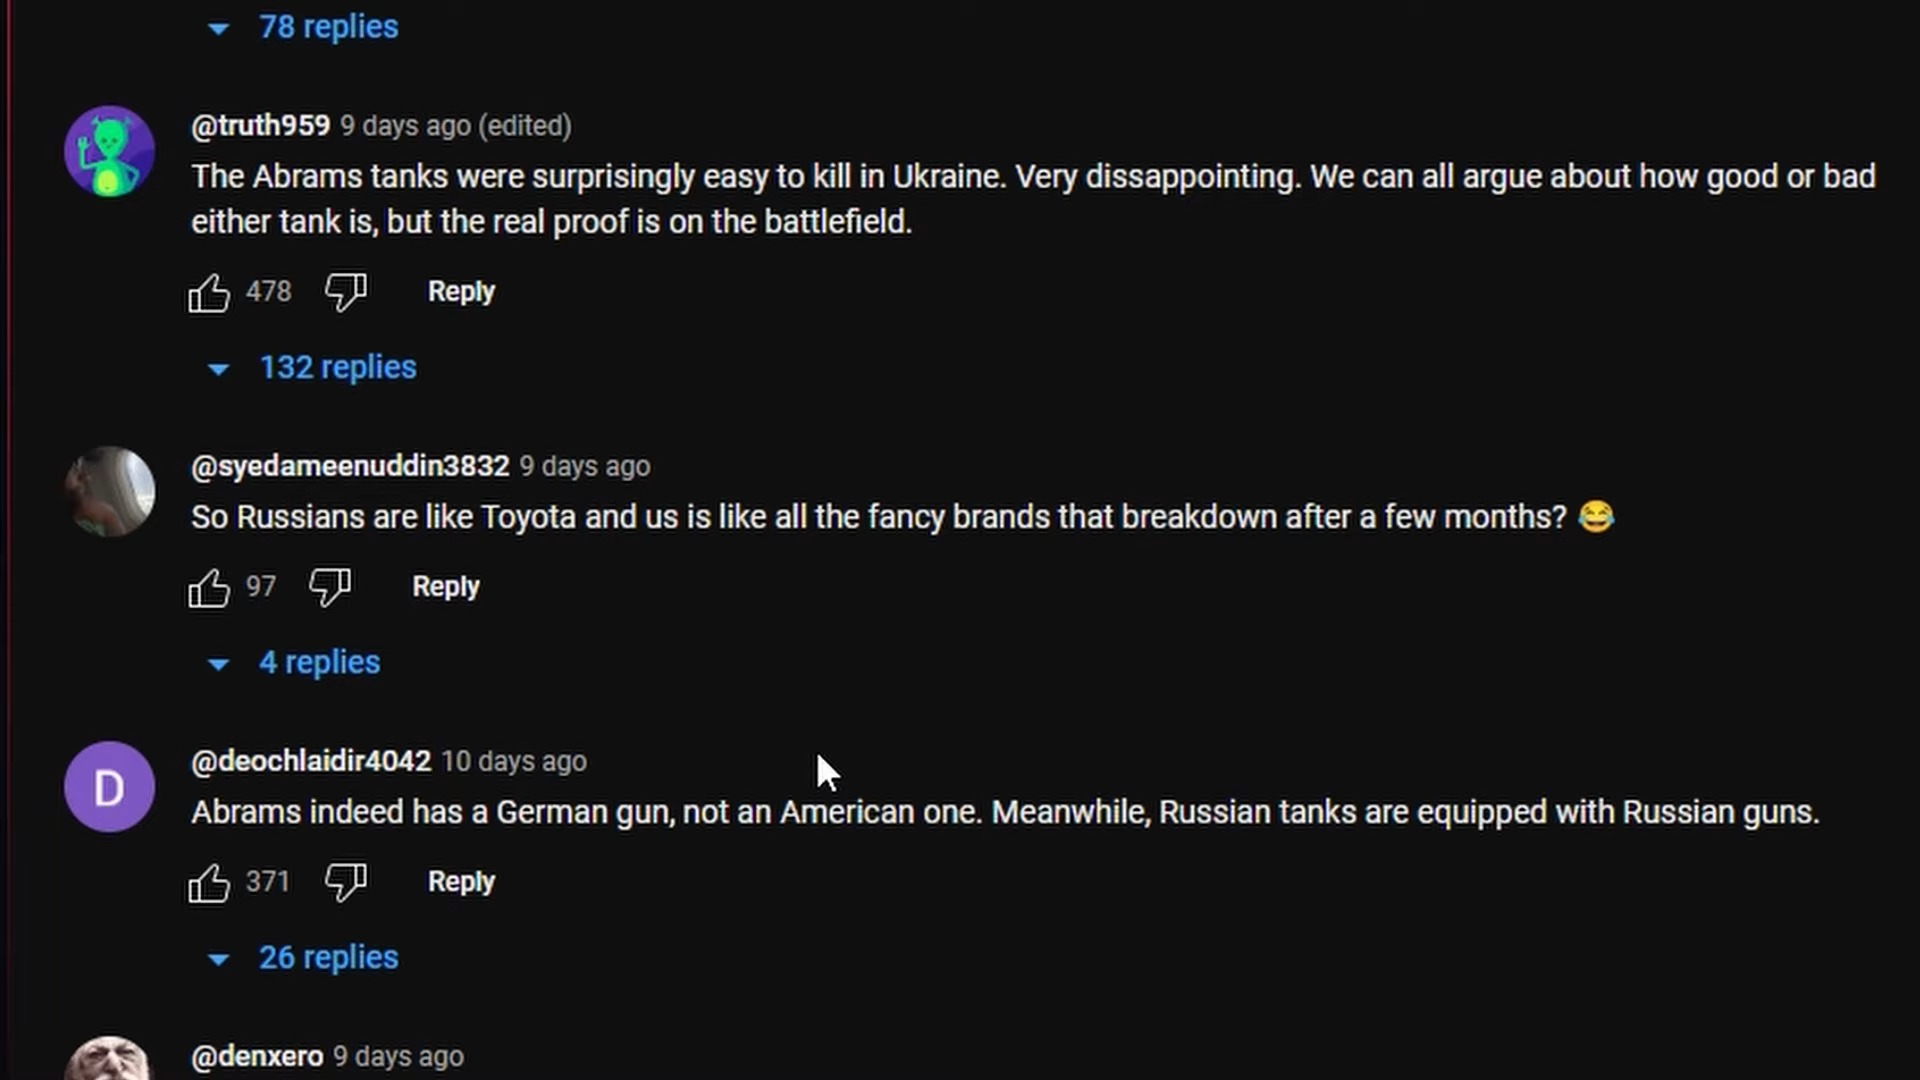 78 replies
@truth959 9 days ago (edited)
The Abrams tanks were surprisingly easy to kill in Ukraine. Very dissappointing. We can all argue about how good or bad
either tank is, but the real proof is on the battlefield.
478 Reply
132 replies
@syedameenuddin3832 9 days ago
So Russians are like Toyota and us is like all the fancy brands that breakdown after a few months? 😂
97 Reply
4 replies
D
@deochlaidir4042 10 days ago
Abrams indeed has a German gun, not an American one. Meanwhile, Russian tanks are equipped with Russian guns.
371 Reply
26 replies
@denxero 9 days ago